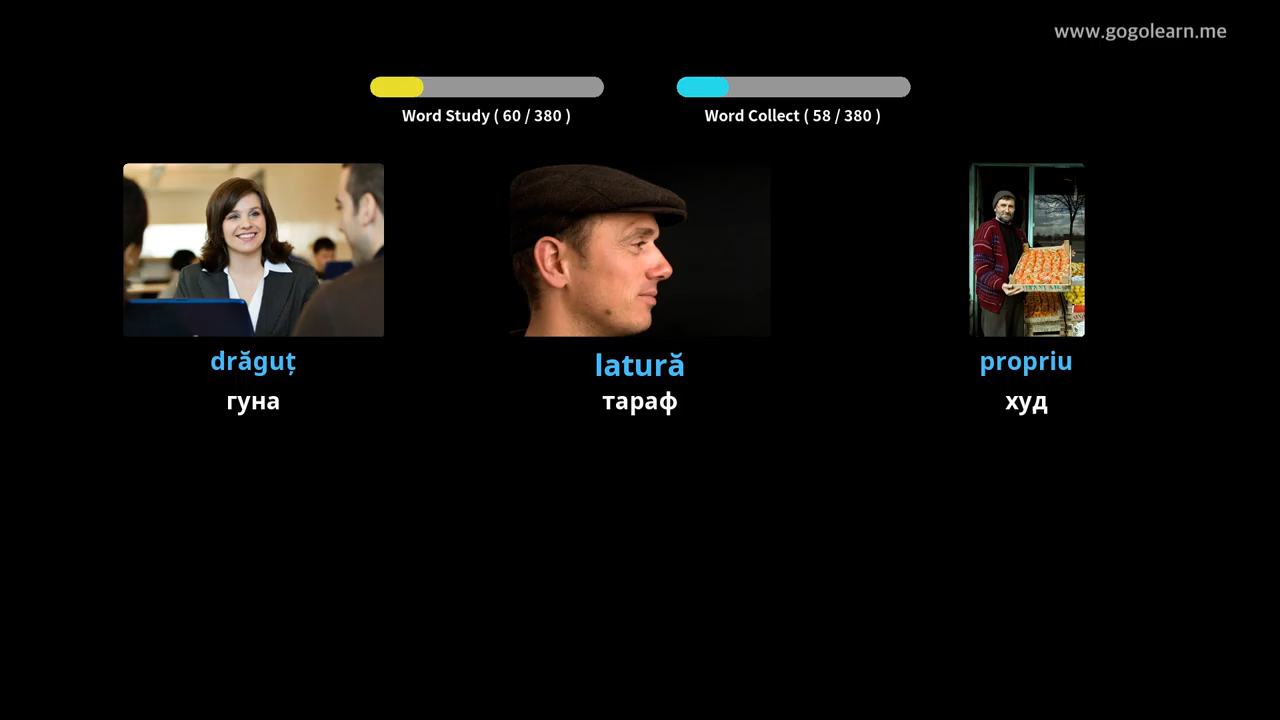 www.gogolearn.me
Word Study ( 60 / 380 )
Word Collect ( 58 / 380 )
drăguț
latură
propriu
гуна
тараф
худ